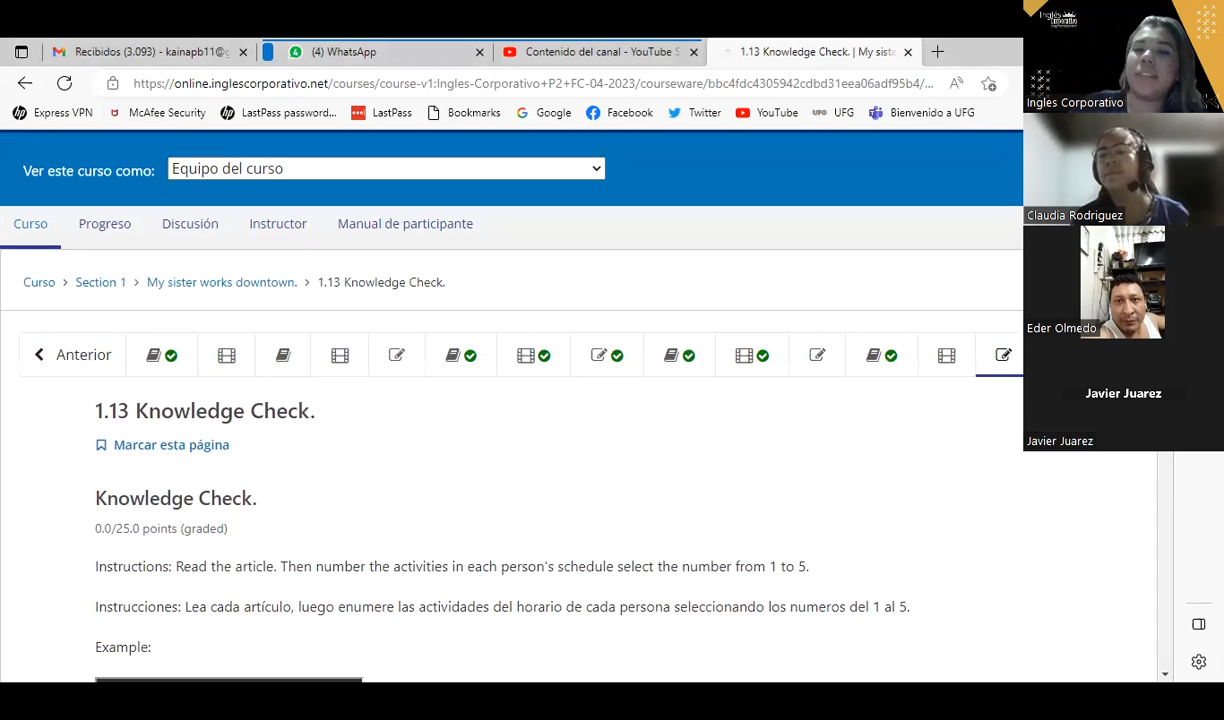 Recibidos (3.093) - kainapb11@g
(4) WhatsApp
Contenido del canal - YouTube S
1.13 Knowledge Check. | My siste
https://online.inglescorporativo.net/courses/course-v1:Ingles-Corporativo+P2+FC-04-2023/courseware/bbc4fdc4305942cdbd31eea06adf95b4/...
Express VPN
McAfee Security
LastPass password...
LastPass
Bookmarks
Google
Facebook
Twitter
YouTube
UFG
UFG
Bienvenido a UNO
Ver este curso como:
Equipo del curso
Curso
Progreso
Discusión
Instructor
Manual de participante
Curso > Section 1 > My sister works downtown. > 1.13 Knowledge Check.
Anterior
1.13 Knowledge Check.
Marcar esta página
Knowledge Check.
0.0/25.0 points (graded)
Instructions: Read the article. Then number the activities in each person's schedule select the number from 1 to 5.
Instrucciones: Lea cada artículo, luego enumere las actividades del horario de cada persona seleccionando los numeros del 1 al 5.
Example:
Inglés
Corporativo
Ingles Corporativo
Claudia Rodriguez
Eder Olmedo
Javier Juarez
Javier Juarez